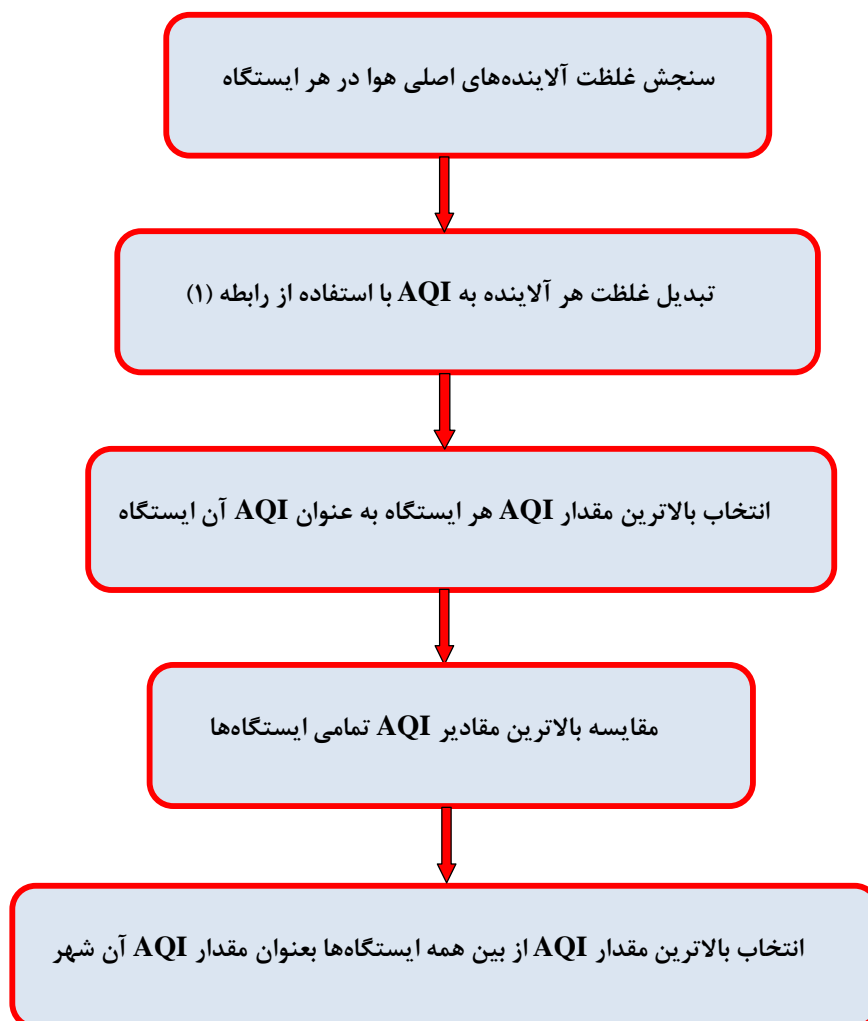 سنجش غلظت آلاینده‌های اصلی هوا در هر ایستگاه
تبدیل غلظت هر آلاینده به AQI با استفاده از رابطه (۱)
انتخاب بالاترین مقدار AQI هر ایستگاه به عنوان AQI آن ایستگاه
مقایسه بالاترین مقادیر AQI تمامی ایستگاه‌ها
انتخاب بالاترین مقدار AQI از بین همه ایستگاه‌ها بعنوان مقدار AQI آن شهر